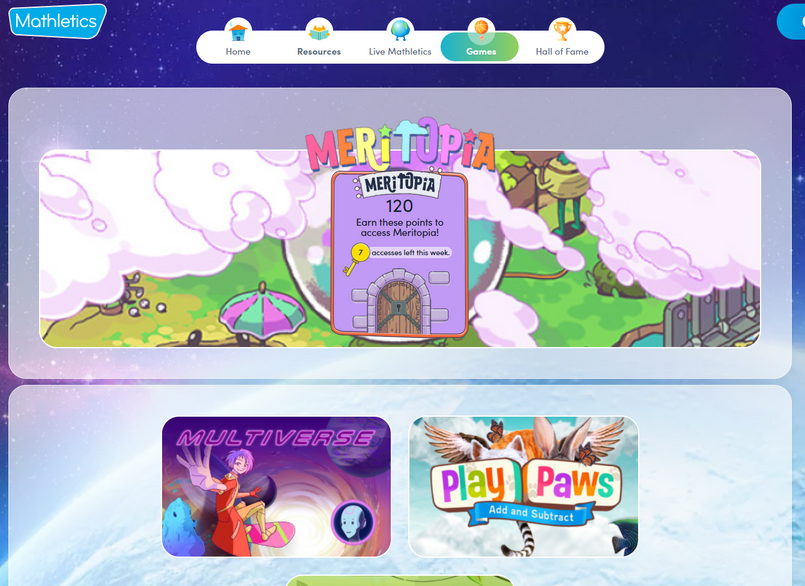 Mathletics
Home
Resources
Live Mathletics
Games
Hall of Fame
MERITOPIA
MERITOPIA
120
Earn these points to
access Meritopia!
7 accesses left this week.
MULTIVERSE
Play Paws
Add and Subtract